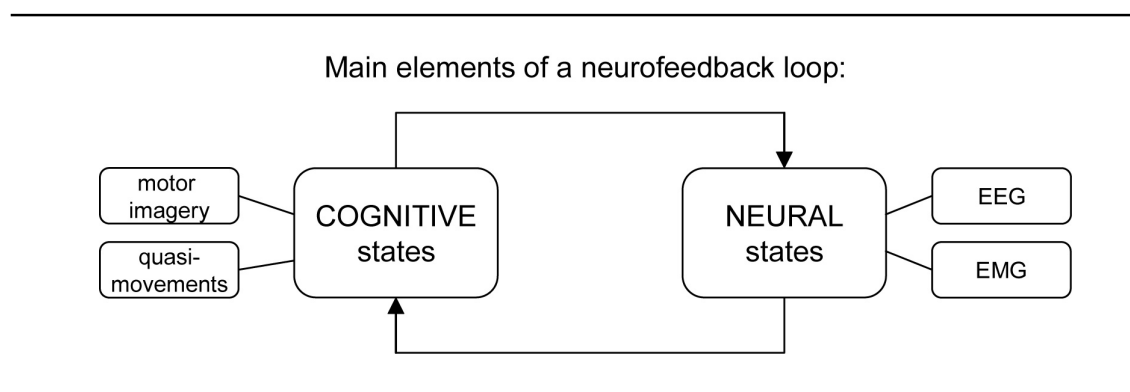 Main elements of a neurofeedback loop:
motor
imagery
quasi-
movements
COGNITIVE
states
NEURAL
states
EEG
EMG